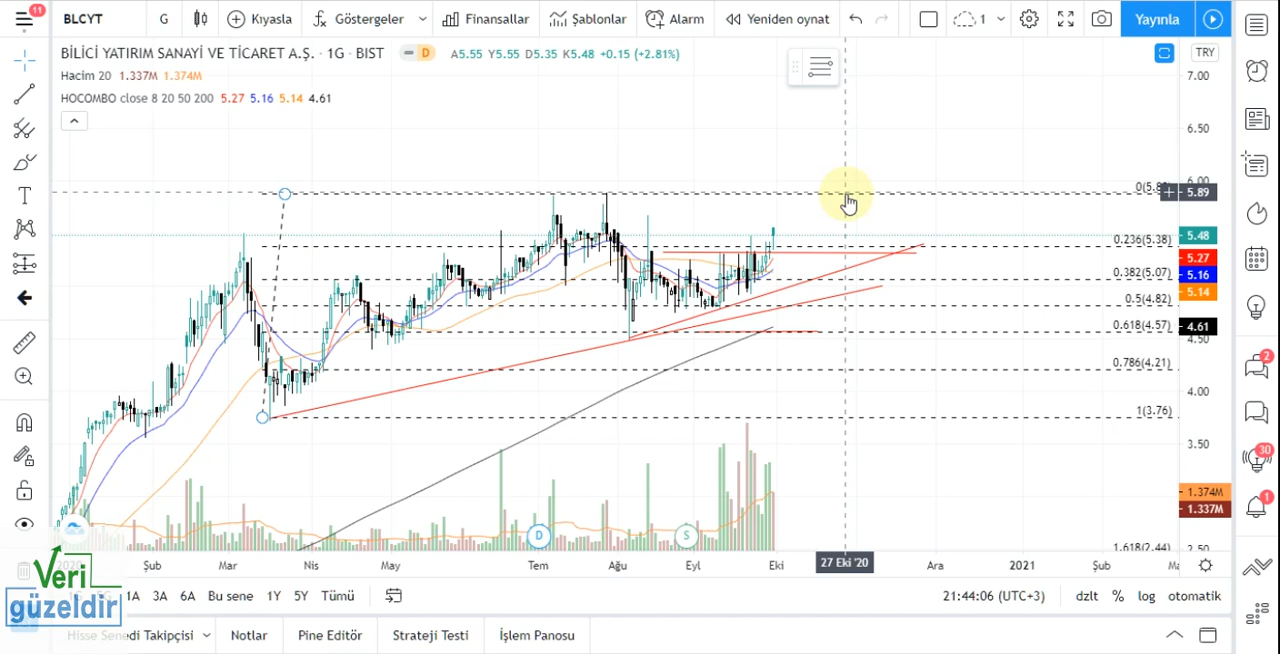 11
BLCYT
G
Kıyasla
Göstergeler
Finansallar
Şablonlar
Alarm
Yeniden oynat
1
Yayınla
BİLİCİ YATIRIM SANAYİ VE TİCARET A.Ş. · 1G · BIST
D
A5.55 Y5.55 D5.35 K5.48 +0.15 (+2.81%)
TRY
Hacim 20 1.337M 1.374M
HOCOMBO close 8 20 50 200 5.27 5.16 5.14 4.61
7.00
6.50
6.00
5.89
5.48
0.236(5.38)
5.27
0.382(5.07)
5.16
5.14
0.5(4.82)
0.618(4.57)
4.61
4.50
0.786(4.21)
4.00
1(3.76)
3.50
1.374M
1.337M
D
S
1.618(2.44)
2.50
Şub
Mar
Nis
May
Tem
Ağu
Eyl
Eki
27 Eki '20
Ara
2021
Şub
2
30
1
Veri
güzeldir
1A
3A
6A
Bu sene
1Y
5Y
Tümü
21:44:06 (UTC+3)
dzlt
%
log
otomatik
Hisse Senedi Takipçisi
Notlar
Pine Editör
Strateji Testi
İşlem Panosu